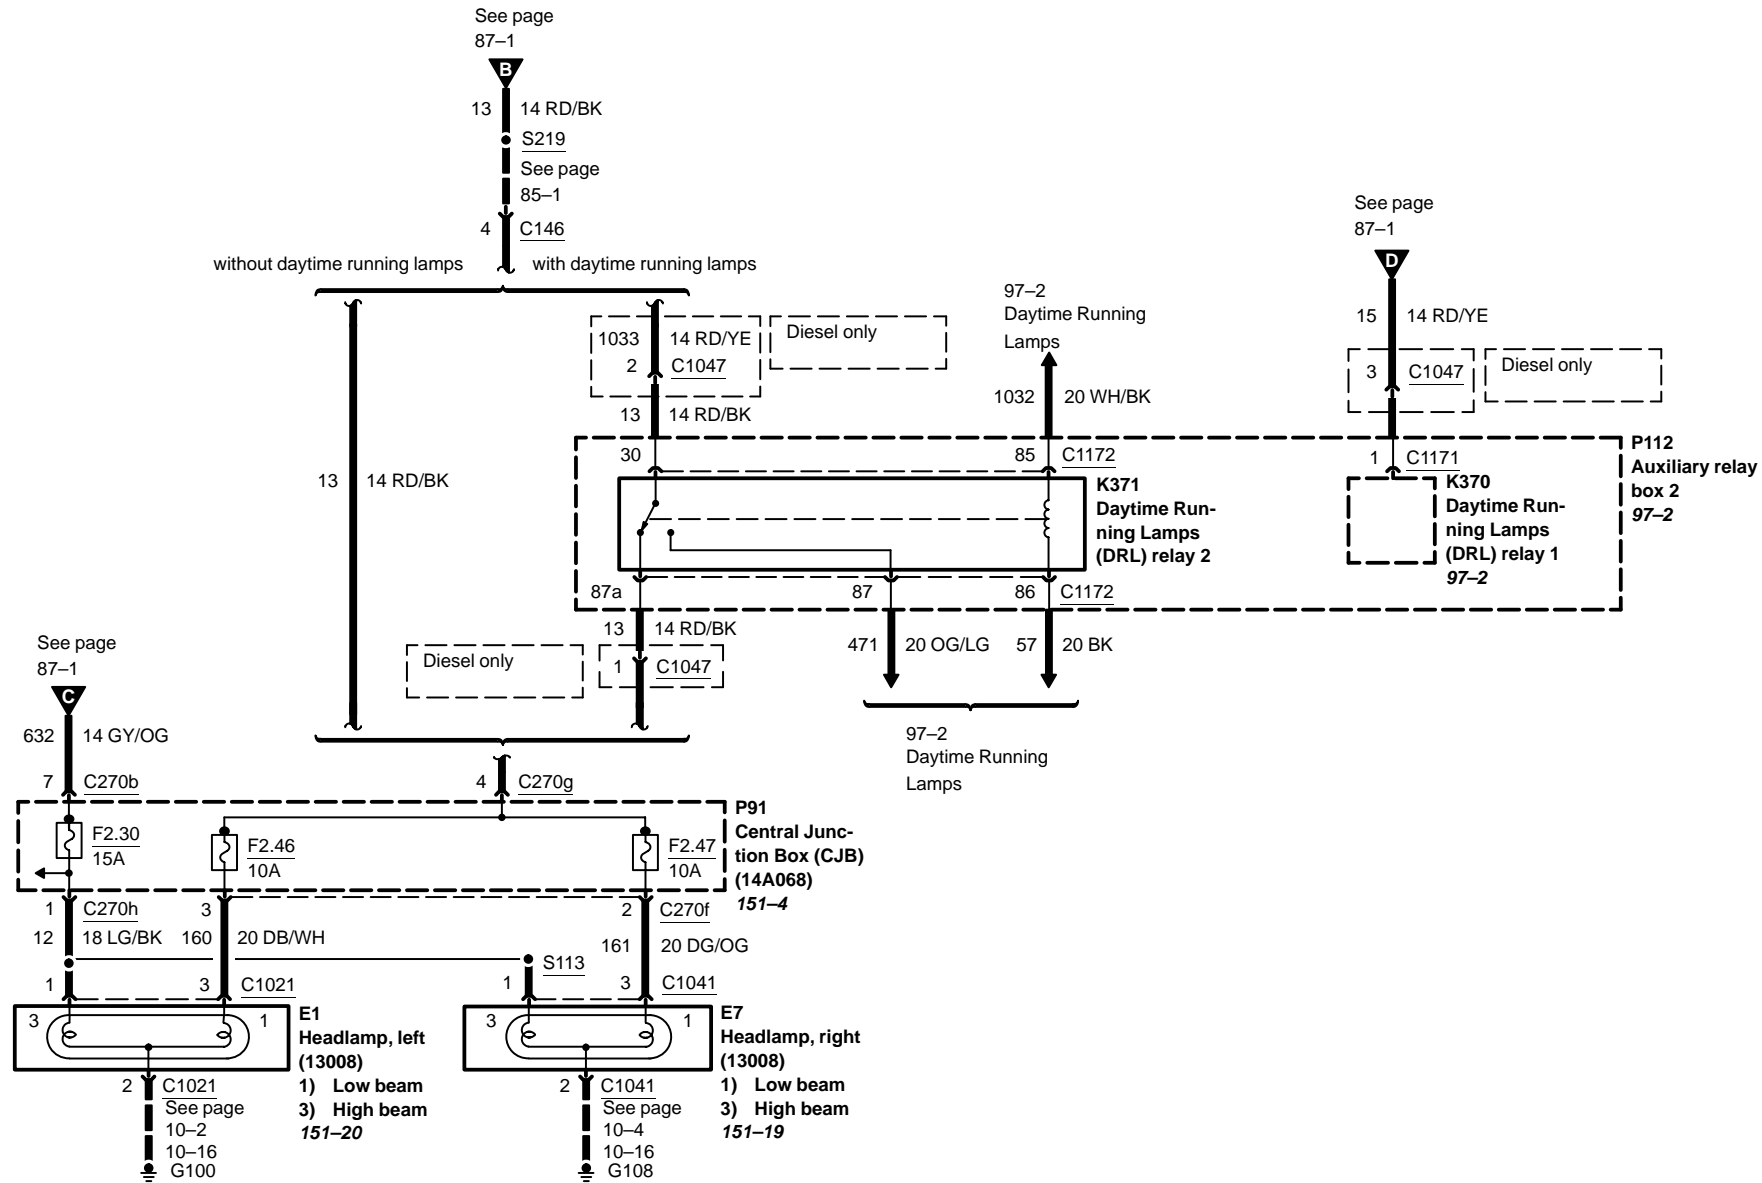 See page
87–1
B
13 14 RD/BK
S219
See page
85–1
4 C146
without daytime running lamps with daytime running lamps
See page
87–1
D
15 14 RD/YE
3 C1047
Diesel only
97–2
Daytime Running
Lamps
1032 20 WH/BK
1033 14 RD/YE
2 C1047
Diesel only
13 14 RD/BK
13 14 RD/BK
30
85 C1172
1 C1171
P112
Auxiliary relay
box 2
97–2
K371
Daytime Run-
ning Lamps
(DRL) relay 2
K370
Daytime Run-
ning Lamps
(DRL) relay 1
97–2
87a
87
86 C1172
13 14 RD/BK
471 20 OG/LG
57 20 BK
Diesel only
1 C1047
97–2
Daytime Running
Lamps
See page
87–1
C
632 14 GY/OG
7 C270b
4 C270g
P91
Central Junc-
tion Box (CJB)
(14A068)
151–4
F2.30
15A
F2.46
10A
F2.47
10A
1 C270h
3
2 C270f
12 18 LG/BK
160 20 DB/WH
161 20 DG/OG
S113
1
3 C1021
1
3 C1041
3
1
E1
Headlamp, left
(13008)
1) Low beam
3) High beam
151–20
3
1
E7
Headlamp, right
(13008)
1) Low beam
3) High beam
151–19
2 C1021
See page
10–2
10–16
G100
2 C1041
See page
10–4
10–16
G108